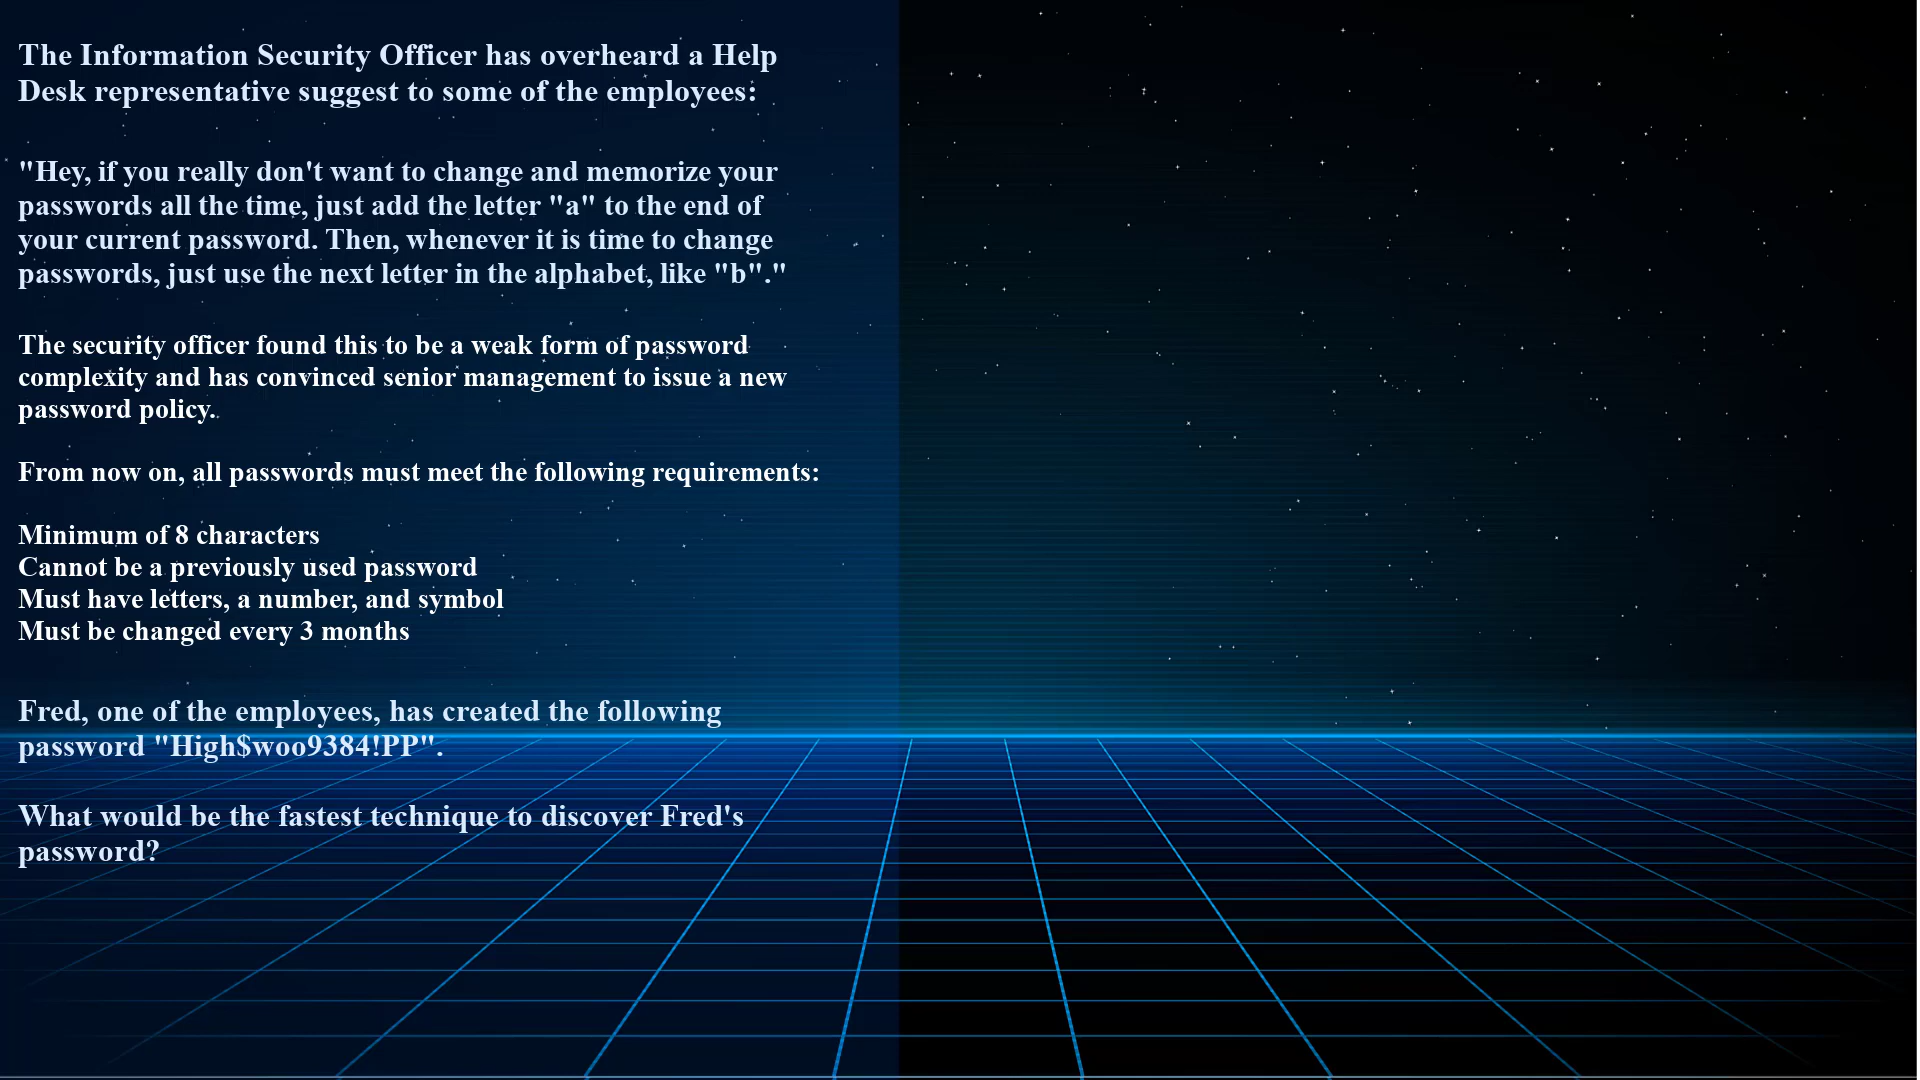 The Information Security Officer has overheard a Help
Desk representative suggest to some of the employees:
"Hey, if you really don't want to change and memorize your
passwords all the time, just add the letter "a" to the end of
your current password. Then, whenever it is time to change
passwords, just use the next letter in the alphabet, like "b"."
The security officer found this to be a weak form of password
complexity and has convinced senior management to issue a new
password policy.
From now on, all passwords must meet the following requirements:
Minimum of 8 characters
Cannot be a previously used password
Must have letters, a number, and symbol
Must be changed every 3 months
Fred, one of the employees, has created the following
password "High$woo9384!PP".
What would be the fastest technique to discover Fred's
password?